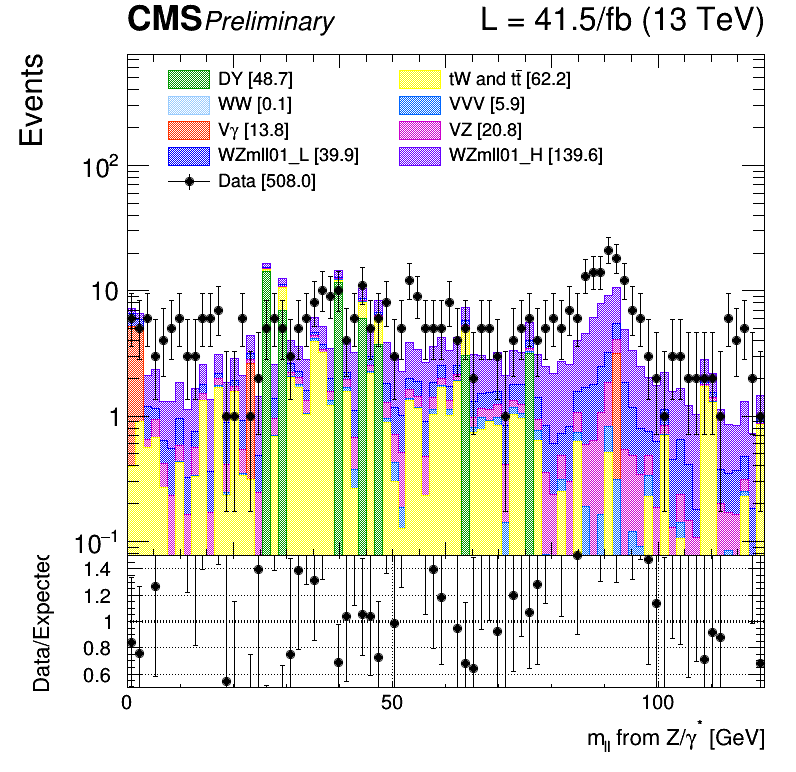 CMS Preliminary L = 41.5/fb (13 TeV)
Events
DY [48.7] tW and tt̄ [62.2]
WW [0.1] VVV [5.9]
Vγ [13.8] VZ [20.8]
WZmll01_L [39.9] WZmll01_H [139.6]
Data [508.0]
10²
10
1
10⁻¹
Data/Expected
1.4
1.2
1
0.8
0.6
0 50 100
m_ll from Z/γ* [GeV]